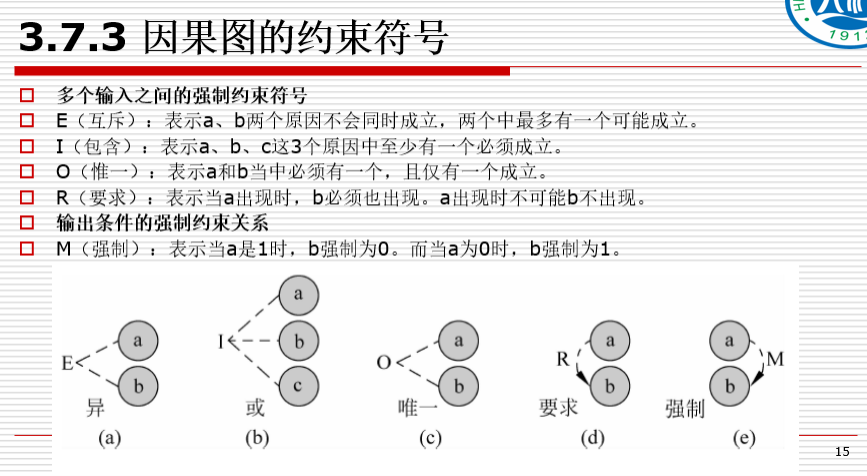 3.7.3 因果图的约束符号
多个输入之间的强制约束符号
E（互斥）：表示a、b两个原因不会同时成立，两个中最多有一个可能成立。
I（包含）：表示a、b、c这3个原因中至少有一个必须成立。
O（惟一）：表示a和b当中必须有一个，且仅有一个成立。
R（要求）：表示当a出现时，b必须也出现。a出现时不可能b不出现。
输出条件的强制约束关系
M（强制）：表示当a是1时，b强制为0。而当a为0时，b强制为1。
E
a
b
异
(a)
I
a
b
c
或
(b)
O
a
b
唯一
(c)
R
a
b
要求
(d)
a
b
M
强制
(e)
15